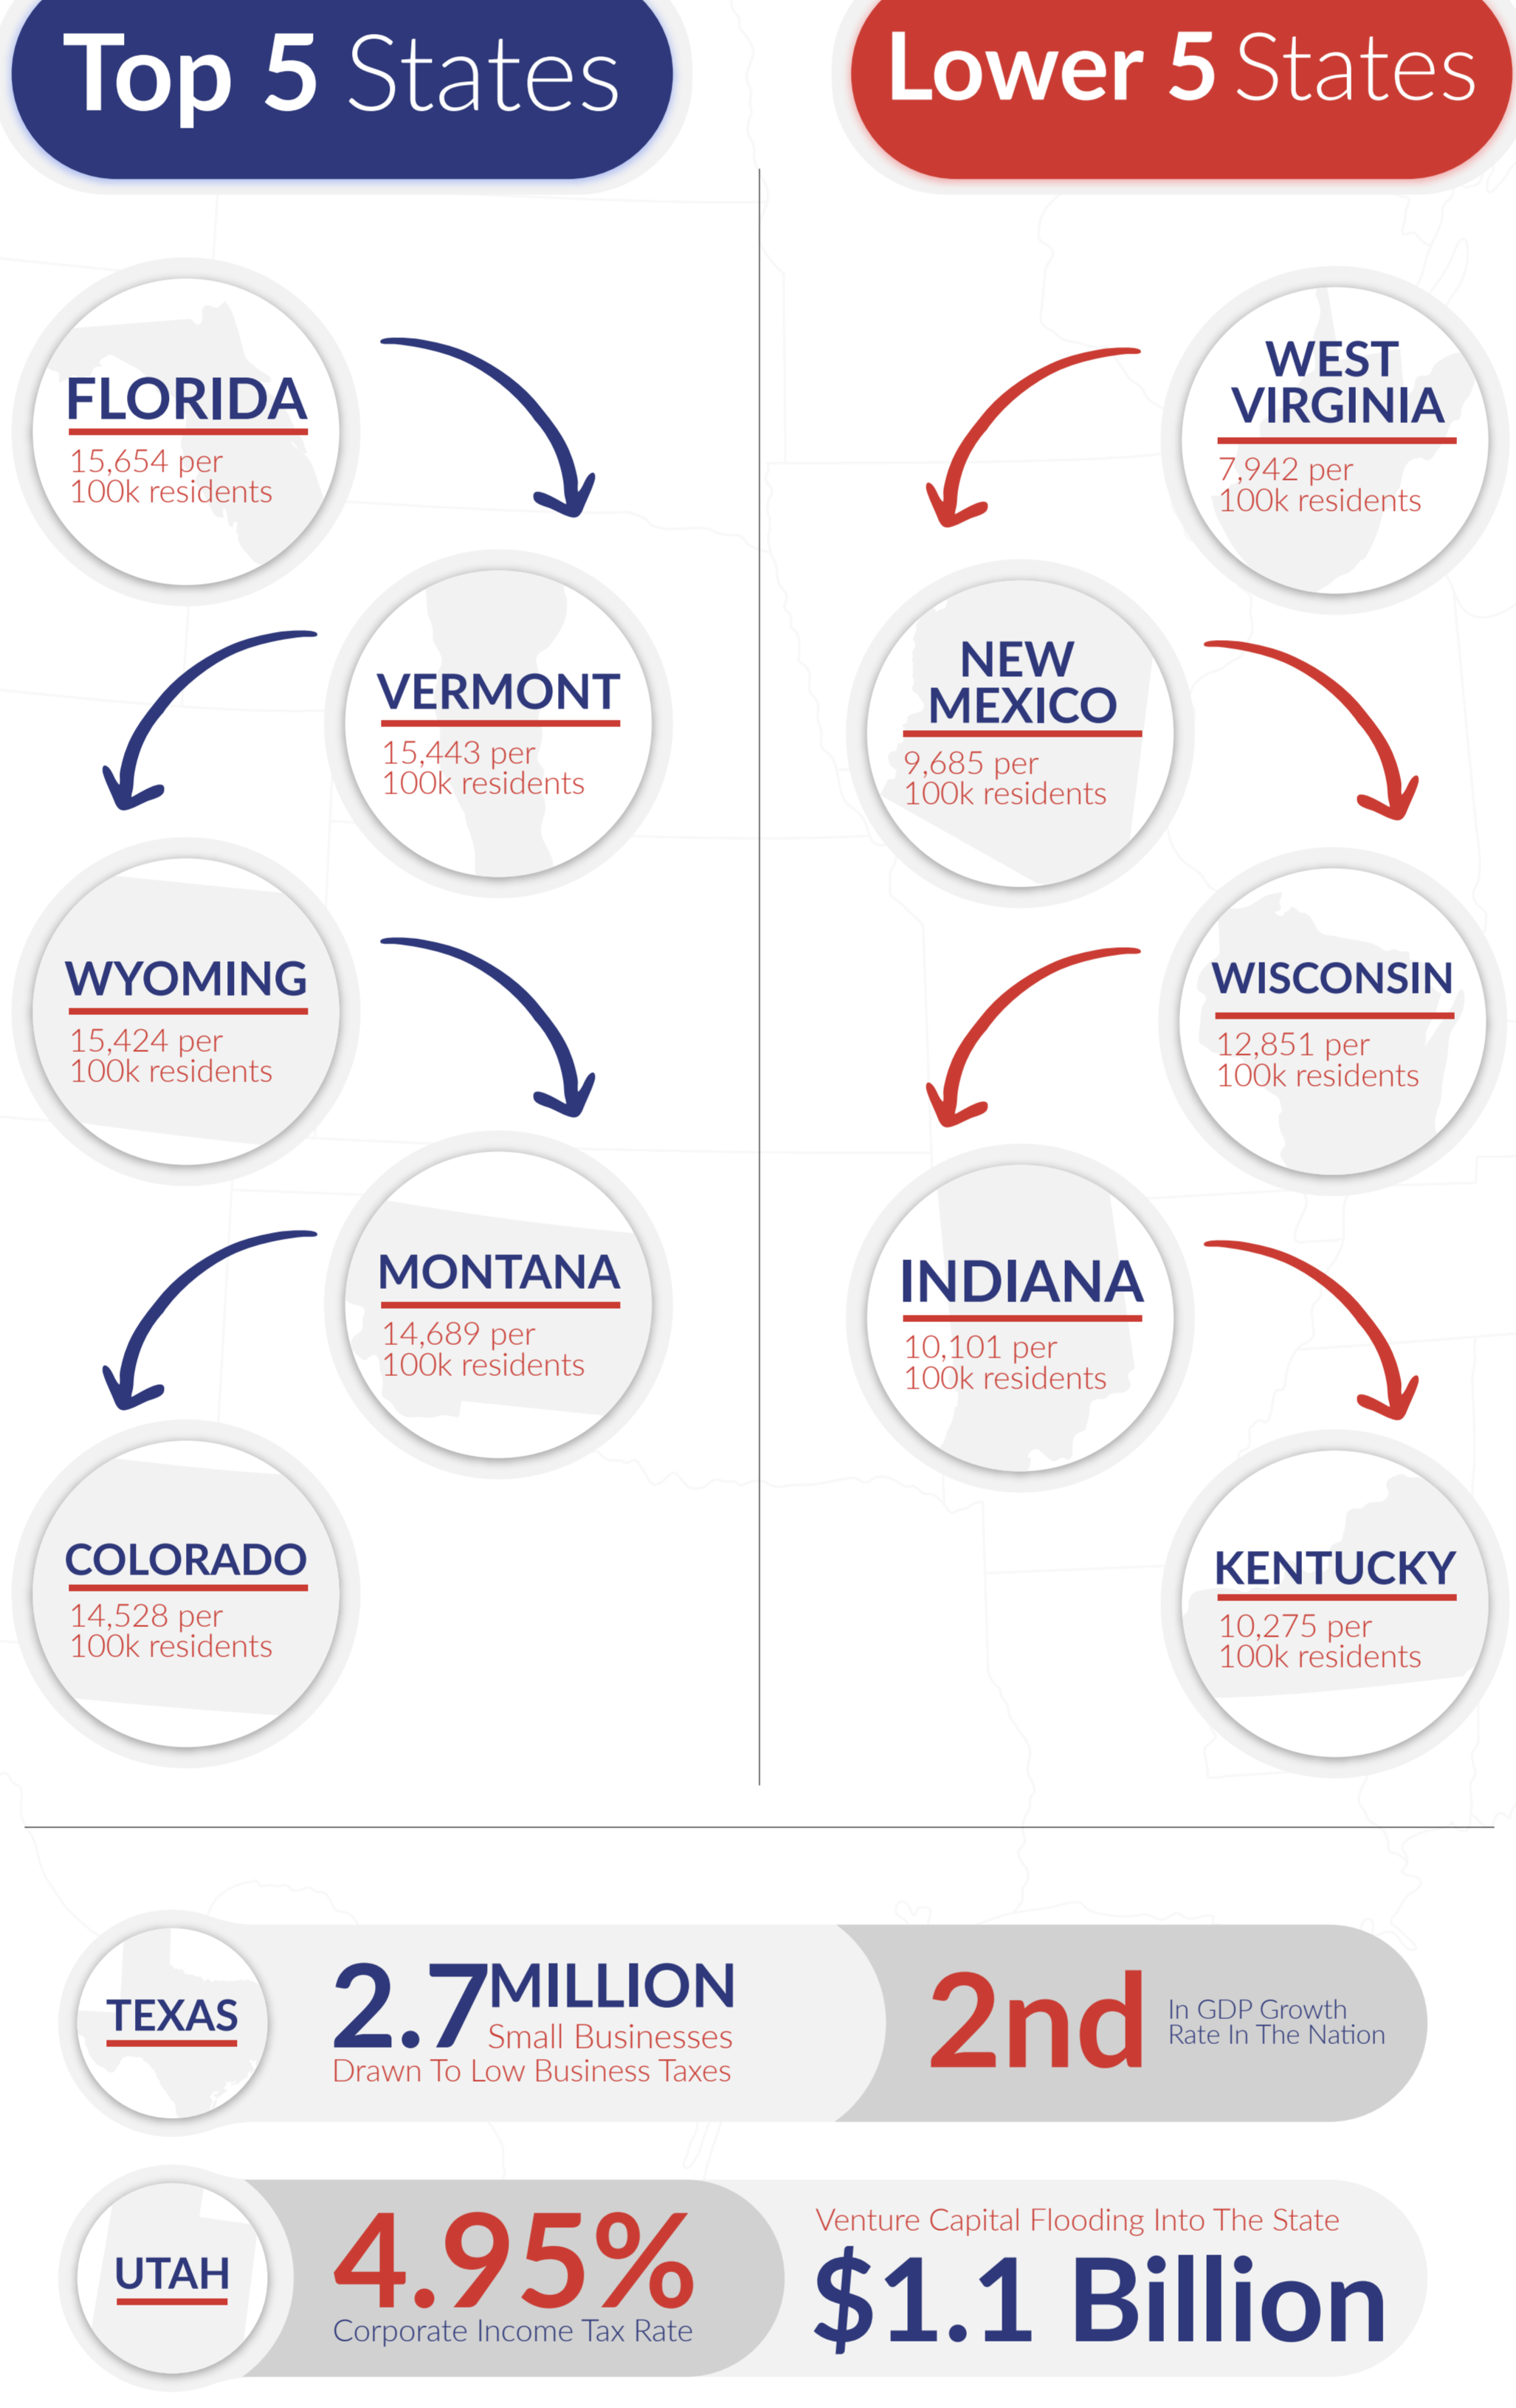 Top 5 States
FLORIDA
15,654 per
100k residents
VERMONT
15,443 per
100k residents
WYOMING
15,424 per
100k residents
MONTANA
14,689 per
100k residents
COLORADO
14,528 per
100k residents
Lower 5 States
WEST
VIRGINIA
7,942 per
100k residents
NEW
MEXICO
9,685 per
100k residents
WISCONSIN
12,851 per
100k residents
INDIANA
10,101 per
100k residents
KENTUCKY
10,275 per
100k residents
TEXAS
2.7 MILLION
Small Businesses
Drawn To Low Business Taxes
2nd
In GDP Growth
Rate In The Nation
UTAH
4.95%
Corporate Income Tax Rate
Venture Capital Flooding Into The State
$1.1 Billion